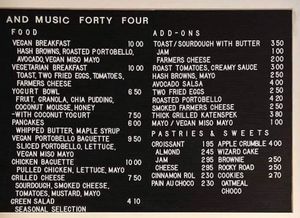 AND MUSIC FORTY FOUR
FOOD
VEGAN BREAKFAST 10 00
HASH BROWNS, ROASTED PORTOBELLO,
AVOCADO, VEGAN MISO MAYO
VEGETARIAN BREAKFAST 10 00
TOAST, TWO FRIED EGGS, TOMATOES,
FARMERS CHEESE
YOGURT BOWL 6 50
FRUIT, GRANOLA, CHIA PUDDING,
COCONUT MOUSSE, HONEY
-WITH COCONUT YOGURT 7 50
PANCAKES 8 00
WHIPPED BUTTER, MAPLE SYRUP
VEGAN PORTOBELLO BAGUETTE 9 50
SLICED PORTOBELLO, LETTUCE,
VEGAN MISO MAYO
CHICKEN BAGUETTE 10 00
PULLED CHICKEN, LETTUCE, MAYO
GRILLED CHEESE 7 50
SOURDOUGH, SMOKED CHEESE,
TOMATOES, MUSTARD, MAYO
GREEN SALAD 4 10
SEASONAL SELECTION
ADD-ONS
TOAST/SOURDOUGH WITH BUTTER 3 50
JAM 1 00
FARMERS CHEESE 2 00
ROAST TOMATOES, CREAMY SAUCE 3 00
HASH BROWNS, MAYO
AVOCADO SALSA 4 00
TWO FRIED EGGS 2 50
ROASTED PORTOBELLO 4 20
SMOKED FARMERS CHEESE 2 50
THICK GRILLED KATENSPEK 3 80
MAYO / VEGAN MISO MAYO 1 00
PASTRIES & SWEETS
CROISSANT 1 95 APPLE CRUMBLE 4 00
ALMOND 2 45 WIZARD CAKE
JAM 2 95 BROWNIE 2 50
CHEESE 2 95 ROCKY ROAD 2 50
CINNAMON ROL 2 30 COOKIES 2 70
PAIN AU CHOCO 2 30 OATMEAL
CHOCO